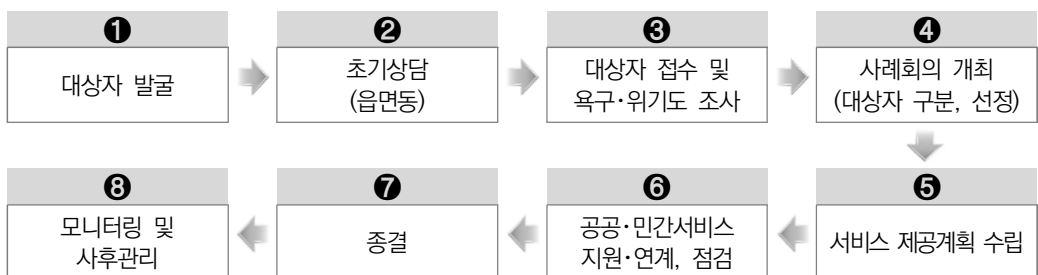 ❶
대상자 발굴
❷
초기상담
(읍면동)
❸
대상자 접수 및
욕구·위기도 조사
❹
사례회의 개최
(대상자 구분, 선정)
❺
서비스 제공계획 수립
❻
공공·민간서비스
지원·연계, 점검
❼
종결
❽
모니터링 및
사후관리